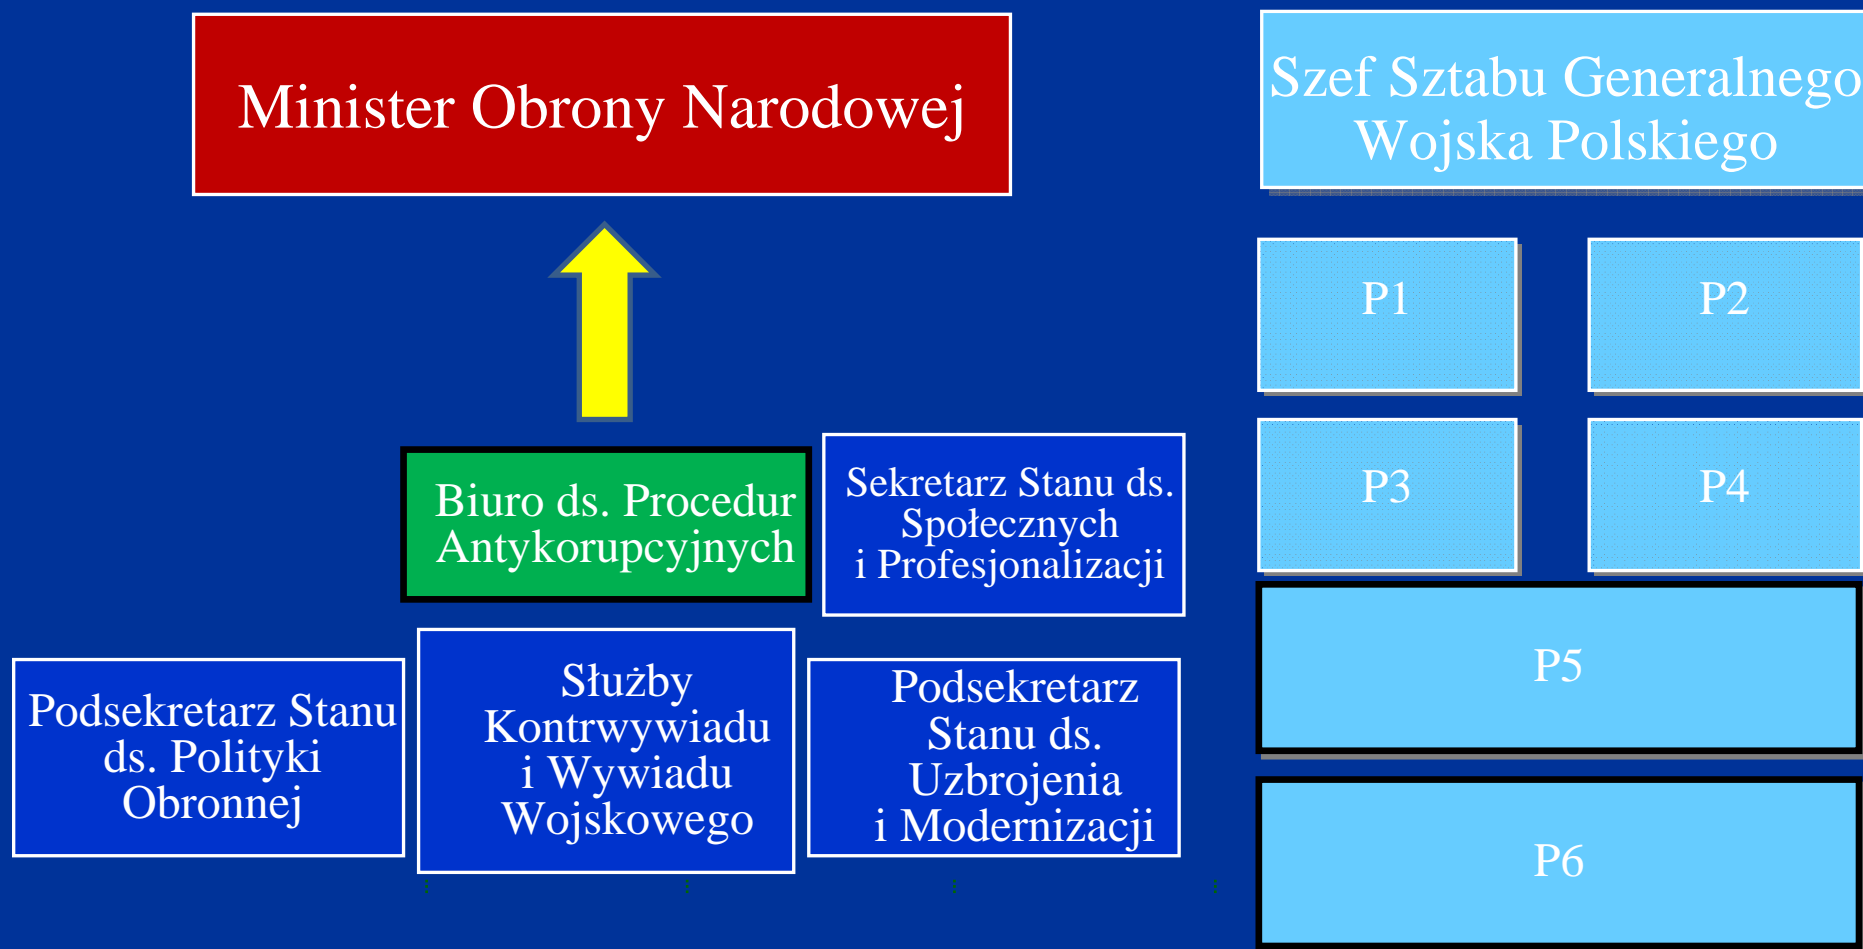 Minister Obrony Narodowej
Szef Sztabu Generalnego
Wojska Polskiego
P1
P2
P3
P4
P5
P6
Biuro ds. Procedur
Antykorupcyjnych
Sekretarz Stanu ds.
Społecznych
i Profesjonalizacji
Podsekretarz Stanu
ds. Polityki
Obronnej
Służby
Kontrwywiadu
i Wywiadu
Wojskowego
Podsekretarz
Stanu ds.
Uzbrojenia
i Modernizacji